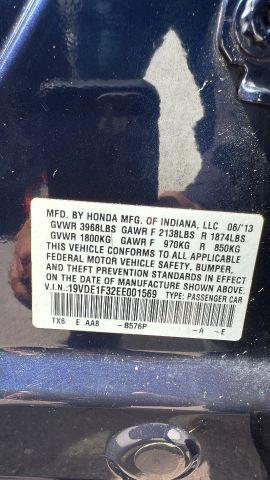 MFD. BY HONDA MFG. OF INDIANA, LLC 06/'13
GVWR 3968LBS GAWR F 2138LBS R 1874LBS
GVWR 1800KG GAWR F 970KG R 850KG
THIS VEHICLE CONFORMS TO ALL APPLICABLE
FEDERAL MOTOR VEHICLE SAFETY, BUMPER,
AND THEFT PREVENTION STANDARDS IN EFFECT
ON THE DATE OF MANUFACTURE SHOWN ABOVE.
V.I.N.:19VDE1F32EE001569 TYPE: PASSENGER CAR
TX6 E AA8 -8576P -A -E